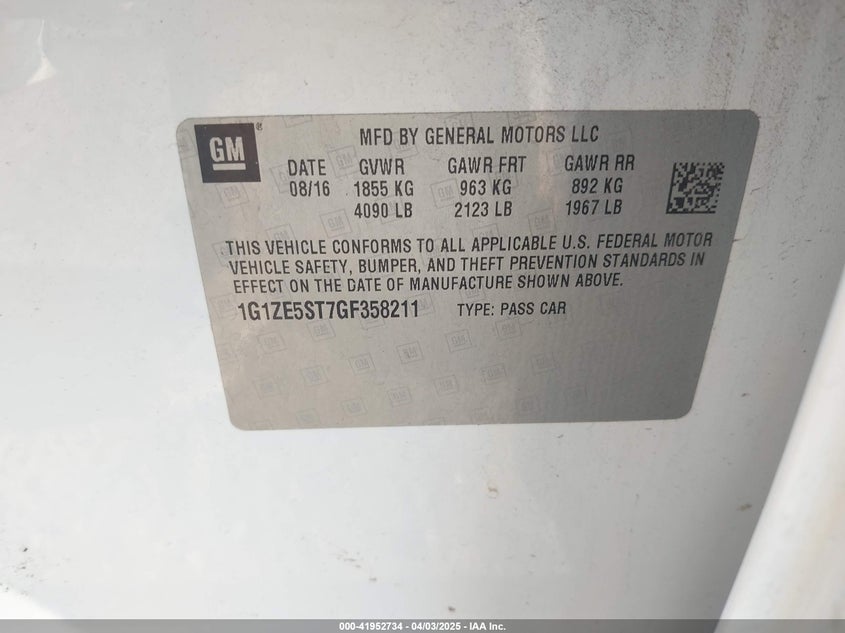 GM®
MFD BY GENERAL MOTORS LLC
DATE GVWR GAWR FRT GAWR RR
08/16 1855 KG 963 KG 892 KG
4090 LB 2123 LB 1967 LB
THIS VEHICLE CONFORMS TO ALL APPLICABLE U.S. FEDERAL MOTOR
VEHICLE SAFETY, BUMPER, AND THEFT PREVENTION STANDARDS IN
EFFECT ON THE DATE OF MANUFACTURE SHOWN ABOVE.
1G1ZE5ST7GF358211 TYPE: PASS CAR
000-41952734 - 04/03/2025 - IAA Inc.